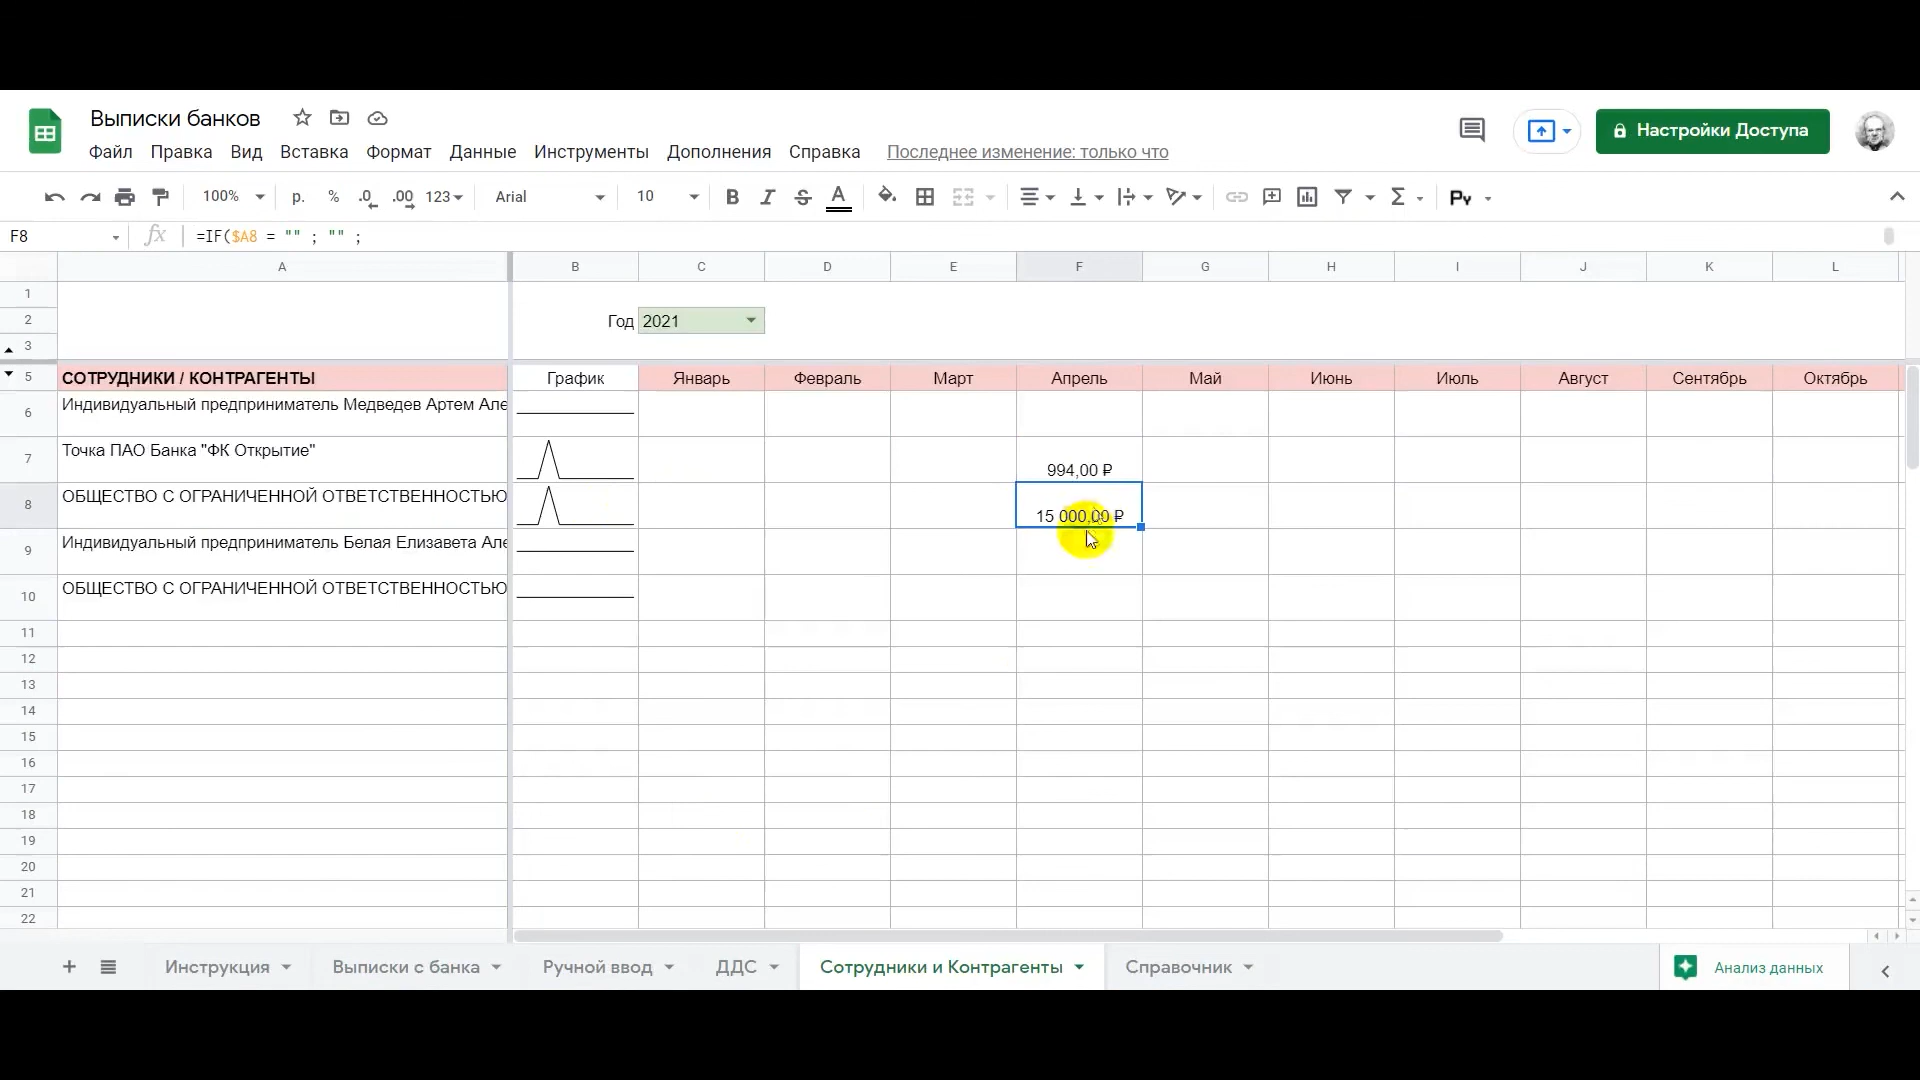 Выписки банков
Файл Правка Вид Вставка Формат Данные Инструменты Дополнения Справка Последнее изменение: только что
Настройки Доступа
100% р. % .0 .00 123 Arial 10 B I S A Σ Py
F8 fx =IF($A8 = "" ; "" ;
A B C D E F G H I J K L
1
2 Год 2021
3
5 СОТРУДНИКИ / КОНТРАГЕНТЫ График Январь Февраль Март Апрель Май Июнь Июль Август Сентябрь Октябрь
6 Индивидуальный предприниматель Медведев Артем Але
7 Точка ПАО Банка "ФК Открытие" 994,00 ₽
8 ОБЩЕСТВО С ОГРАНИЧЕННОЙ ОТВЕТСТВЕННОСТЬЮ 15 000,00 ₽
9 Индивидуальный предприниматель Белая Елизавета Але
10 ОБЩЕСТВО С ОГРАНИЧЕННОЙ ОТВЕТСТВЕННОСТЬЮ
11
12
13
14
15
16
17
18
19
20
21
22
Инструкция Выписки с банка Ручной ввод ДДС Сотрудники и Контрагенты Справочник Анализ данных